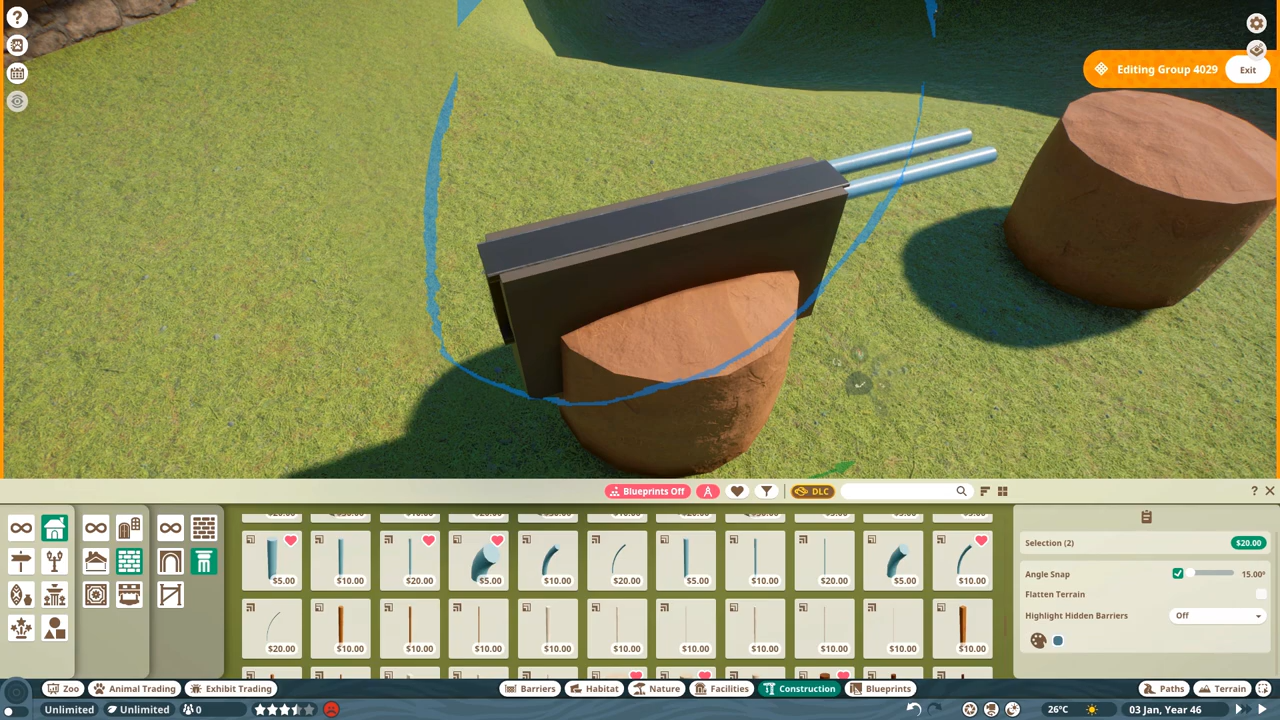 Editing Group 4029
Exit
Blueprints Off
DLC
$5.00
$10.00
$20.00
$5.00
$10.00
$20.00
$5.00
$10.00
$20.00
$5.00
$10.00
$20.00
$10.00
$10.00
$10.00
$10.00
$10.00
$10.00
$10.00
$10.00
$10.00
$10.00
Selection (2)
$20.00
Angle Snap
15.00°
Flatten Terrain
Highlight Hidden Barriers
Off
Zoo
Animal Trading
Exhibit Trading
Barriers
Habitat
Nature
Facilities
Construction
Blueprints
Paths
Terrain
Unlimited
Unlimited
0
26°C
03 Jan, Year 46